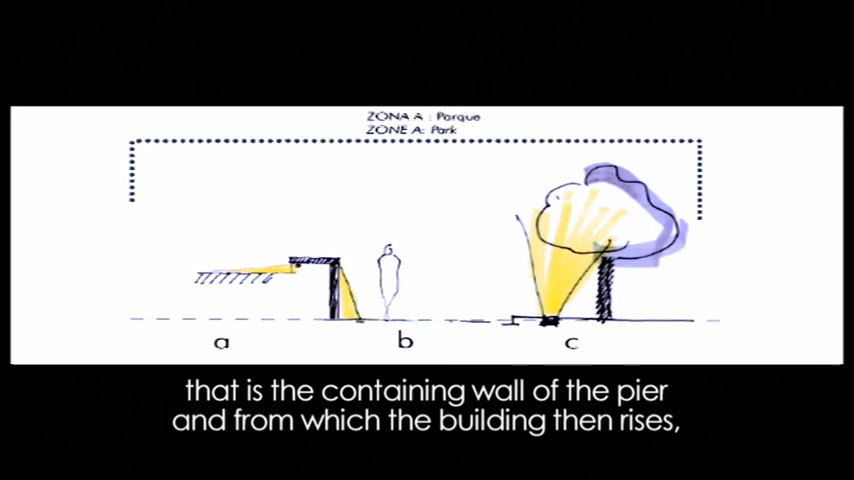 ZONA A : Parque
ZONE A: Park
a
b
c
that is the containing wall of the pier
and from which the building then rises,